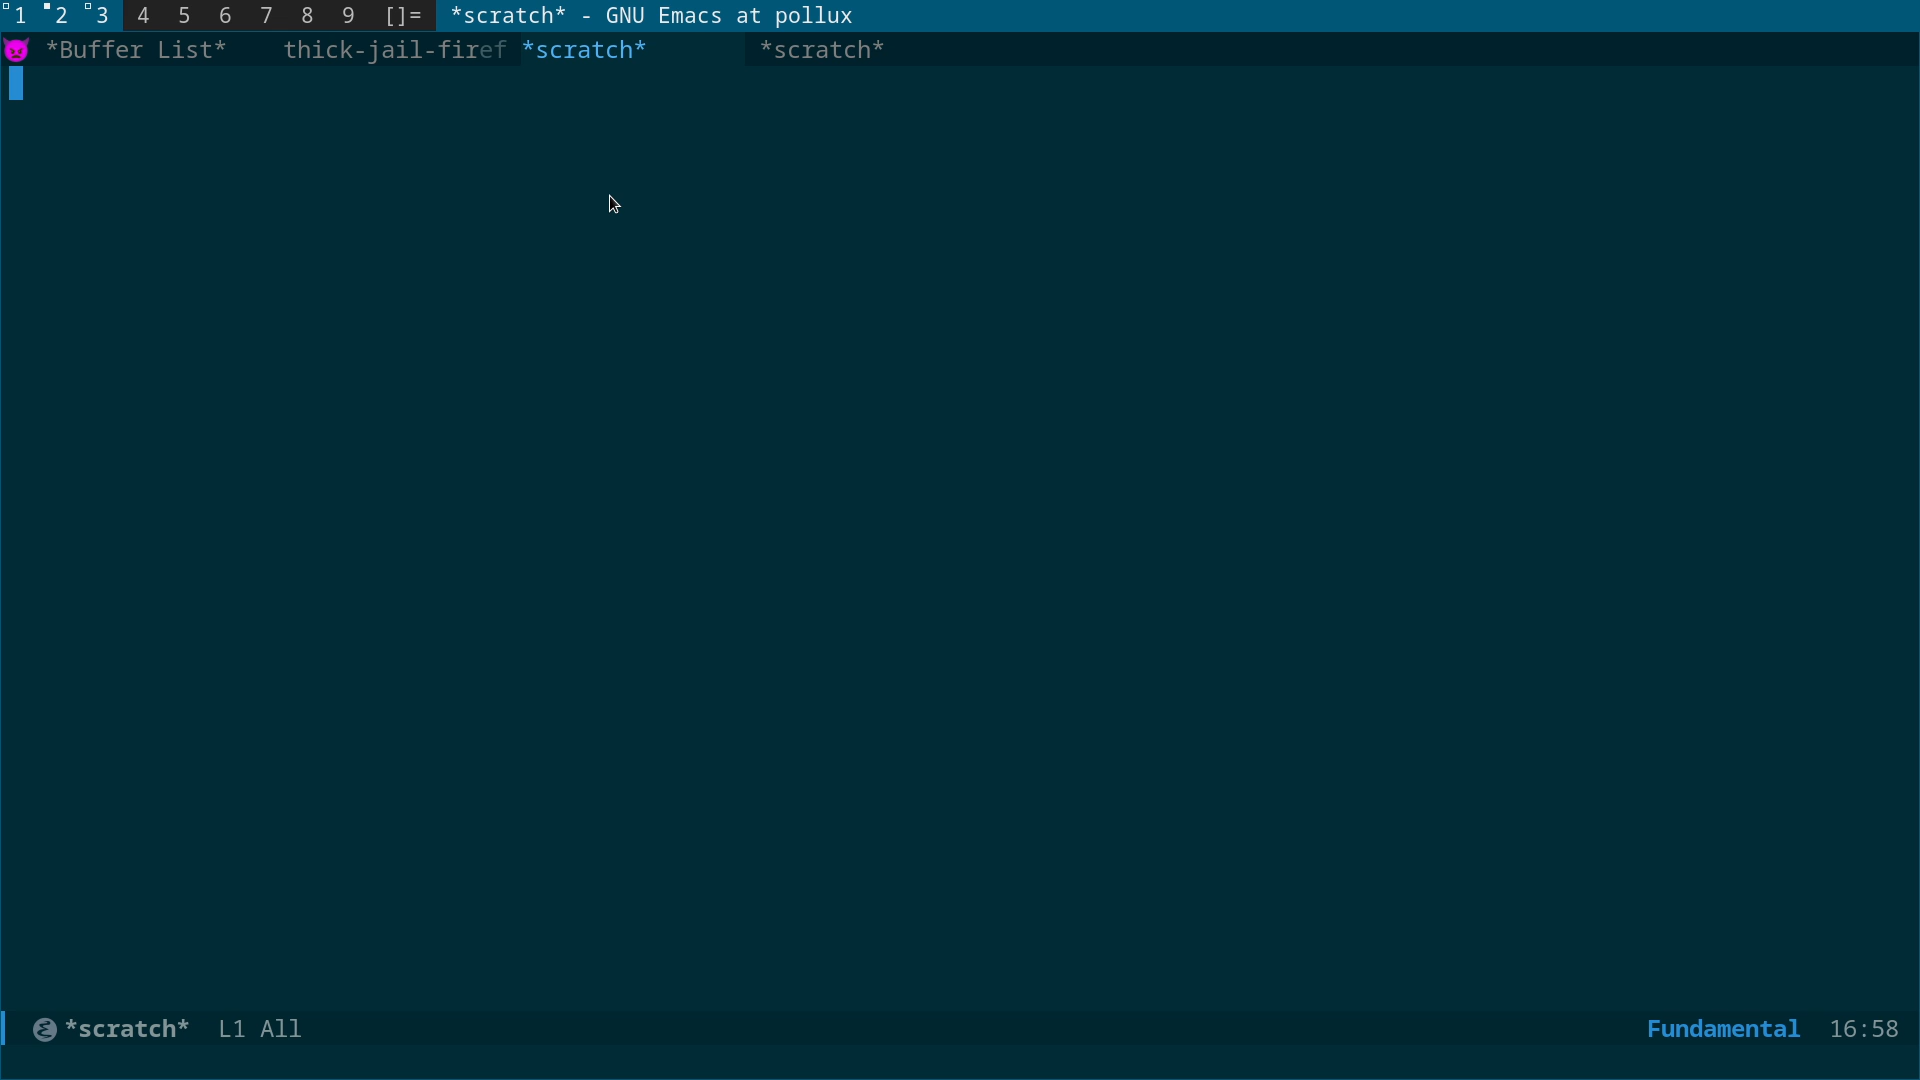 1 2 3 4 5 6 7 8 9 []= *scratch* - GNU Emacs at pollux
*Buffer List* thick-jail-firef *scratch* *scratch*
*scratch* L1 All Fundamental 16:58